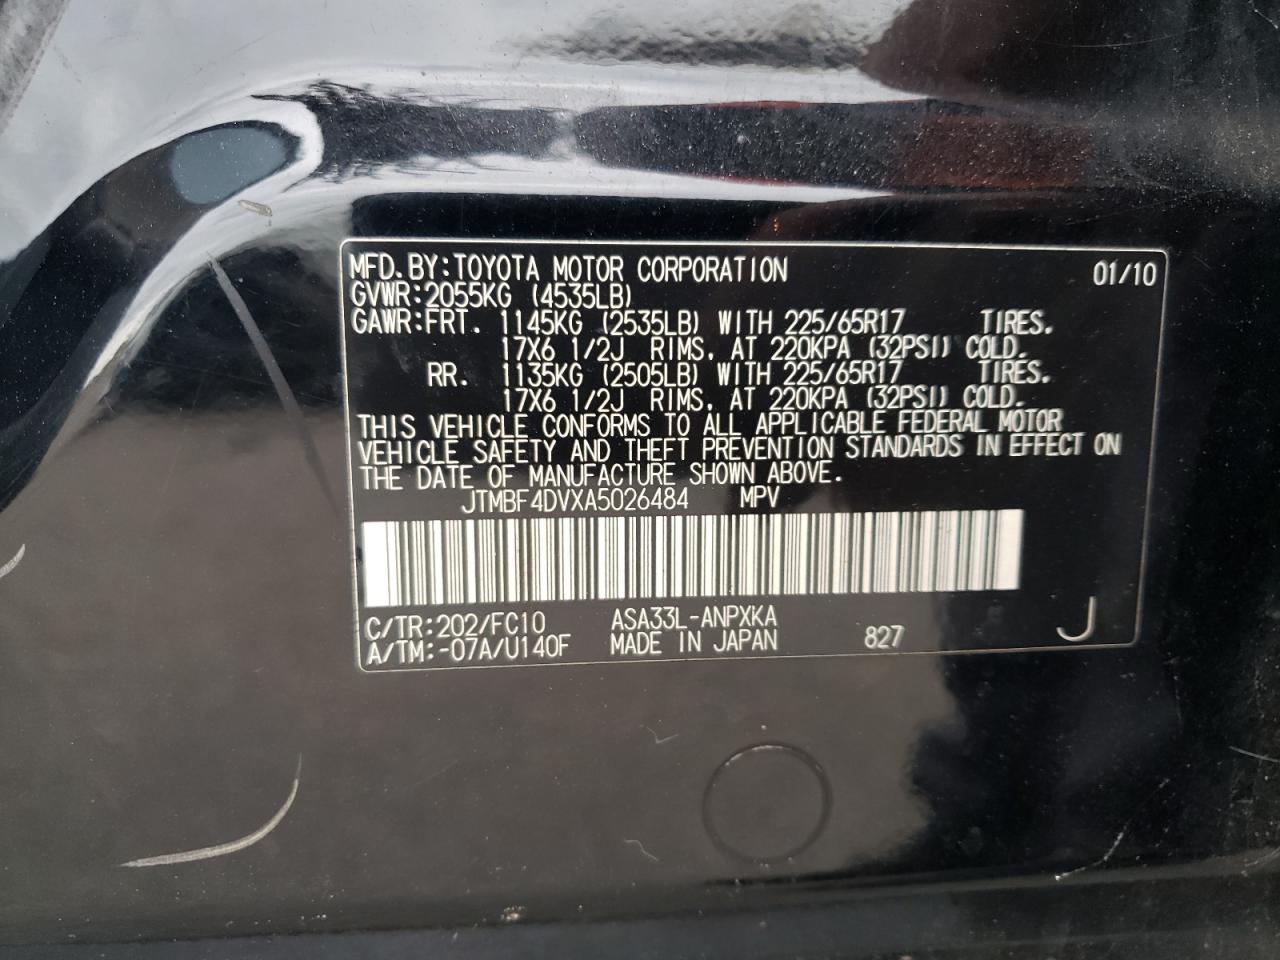 MFD.BY:TOYOTA MOTOR CORPORATION 01/10
GVWR:2055KG (4535LB)
GAWR:FRT. 1145KG (2535LB) WITH 225/65R17 TIRES.
17X6 1/2J RIMS, AT 220KPA (32PSI) COLD.
RR. 1135KG (2505LB) WITH 225/65R17 TIRES.
17X6 1/2J RIMS, AT 220KPA (32PSI) COLD.
THIS VEHICLE CONFORMS TO ALL APPLICABLE FEDERAL MOTOR
VEHICLE SAFETY AND THEFT PREVENTION STANDARDS IN EFFECT ON
THE DATE OF MANUFACTURE SHOWN ABOVE.
JTMBF4DVXA5026484 MPV
C/TR:202/FC10 ASA33L-ANPXKA
A/TM:-07A/U140F MADE IN JAPAN 827 J